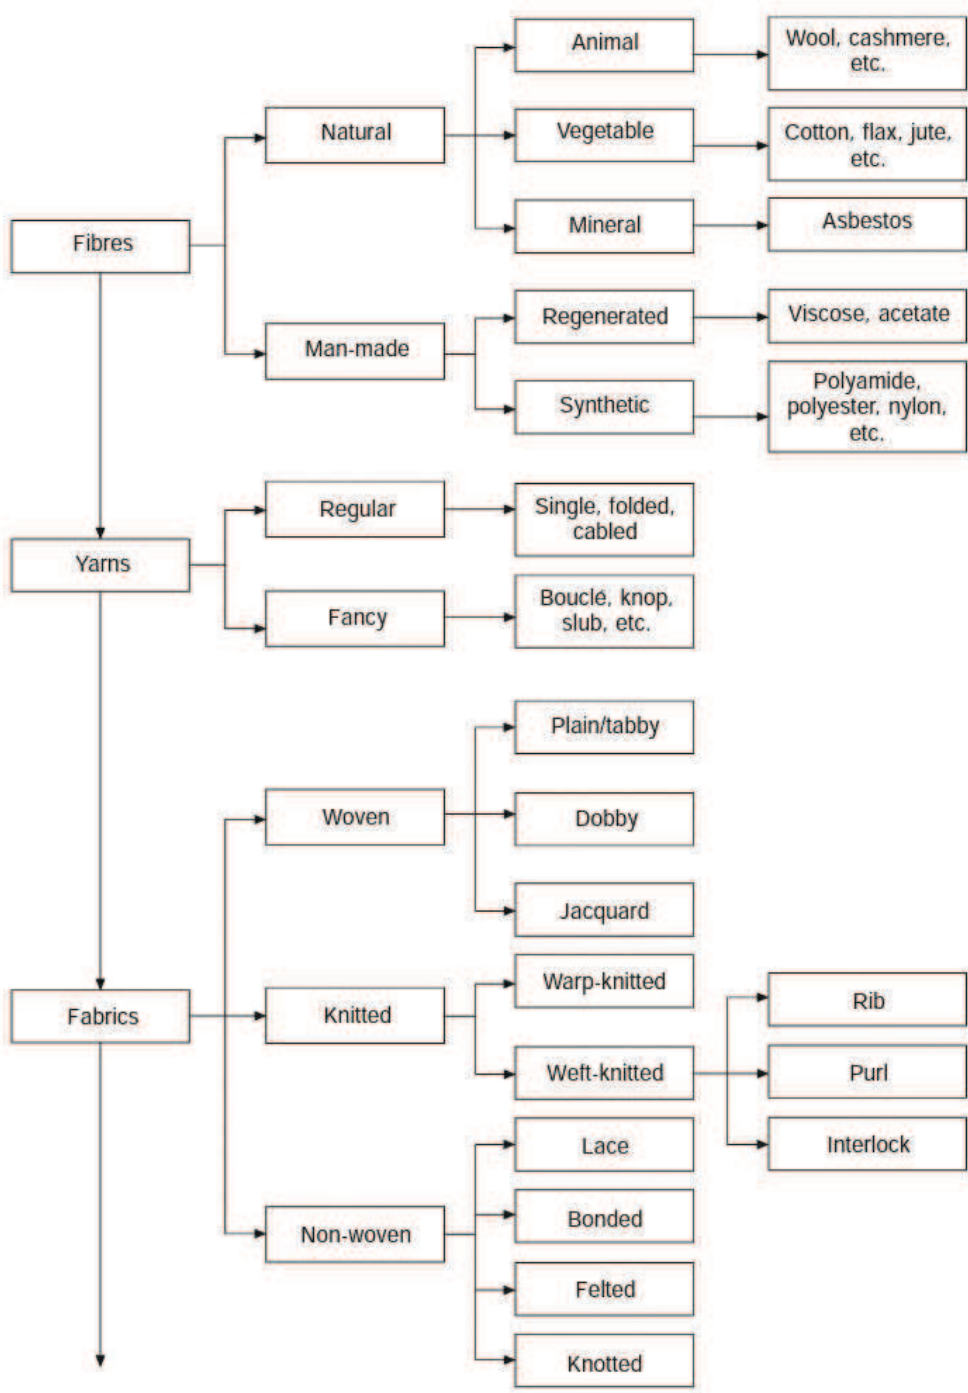 Animal
Wool, cashmere,
etc.
Natural
Vegetable
Cotton, flax, jute,
etc.
Mineral
Asbestos
Fibres
Man-made
Regenerated
Viscose, acetate
Synthetic
Polyamide,
polyester, nylon,
etc.
Yarns
Regular
Single, folded,
cabled
Fancy
Bouclé, knop,
slub, etc.
Plain/tabby
Woven
Dobby
Jacquard
Fabrics
Knitted
Warp-knitted
Weft-knitted
Rib
Purl
Interlock
Non-woven
Lace
Bonded
Felted
Knotted